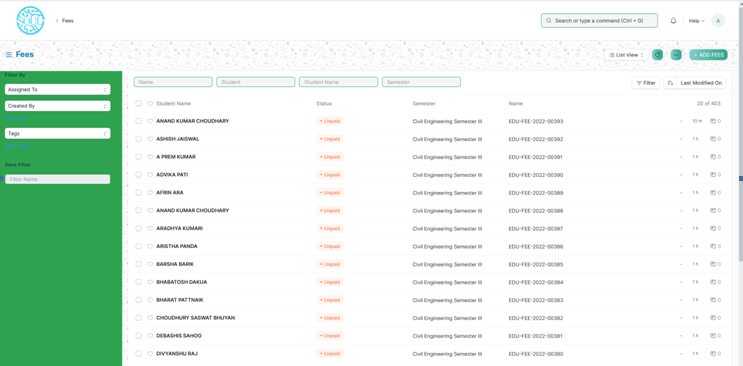 Fees
Search or type a command (Ctrl + G)
Help
A
Fees
List View
+ ADD FEES
Filter By
Assigned To
Created By
Tags
Save Filter
Filter Name
Name
Student
Student Name
Semester
Filter
Last Modified On
Student Name Status Semester Name 20 of 403
ANAND KUMAR CHOUDHARY Unpaid Civil Engineering Semester III EDU-FEE-2022-00393 - 10 m 0
ASHISH JAISWAL Unpaid Civil Engineering Semester III EDU-FEE-2022-00392 - 1 h 0
A PREM KUMAR Unpaid Civil Engineering Semester III EDU-FEE-2022-00391 - 1 h 0
ADVIKA PATI Unpaid Civil Engineering Semester III EDU-FEE-2022-00390 - 1 h 0
AFRIN ARA Unpaid Civil Engineering Semester III EDU-FEE-2022-00389 - 1 h 0
ANAND KUMAR CHOUDHARY Unpaid Civil Engineering Semester III EDU-FEE-2022-00388 - 1 h 0
ARADHYA KUMARI Unpaid Civil Engineering Semester III EDU-FEE-2022-00387 - 1 h 0
ARISTHA PANDA Unpaid Civil Engineering Semester III EDU-FEE-2022-00386 - 1 h 0
BARSHA BARIK Unpaid Civil Engineering Semester III EDU-FEE-2022-00385 - 1 h 0
BHABATOSH DAKUA Unpaid Civil Engineering Semester III EDU-FEE-2022-00384 - 1 h 0
BHARAT PATTNAIK Unpaid Civil Engineering Semester III EDU-FEE-2022-00383 - 1 h 0
CHOUDHURY SASWAT BHUYAN Unpaid Civil Engineering Semester III EDU-FEE-2022-00382 - 1 h 0
DEBASHIS SAHOO Unpaid Civil Engineering Semester III EDU-FEE-2022-00381 - 1 h 0
DIVYANSHU RAJ Unpaid Civil Engineering Semester III EDU-FEE-2022-00380 - 1 h 0